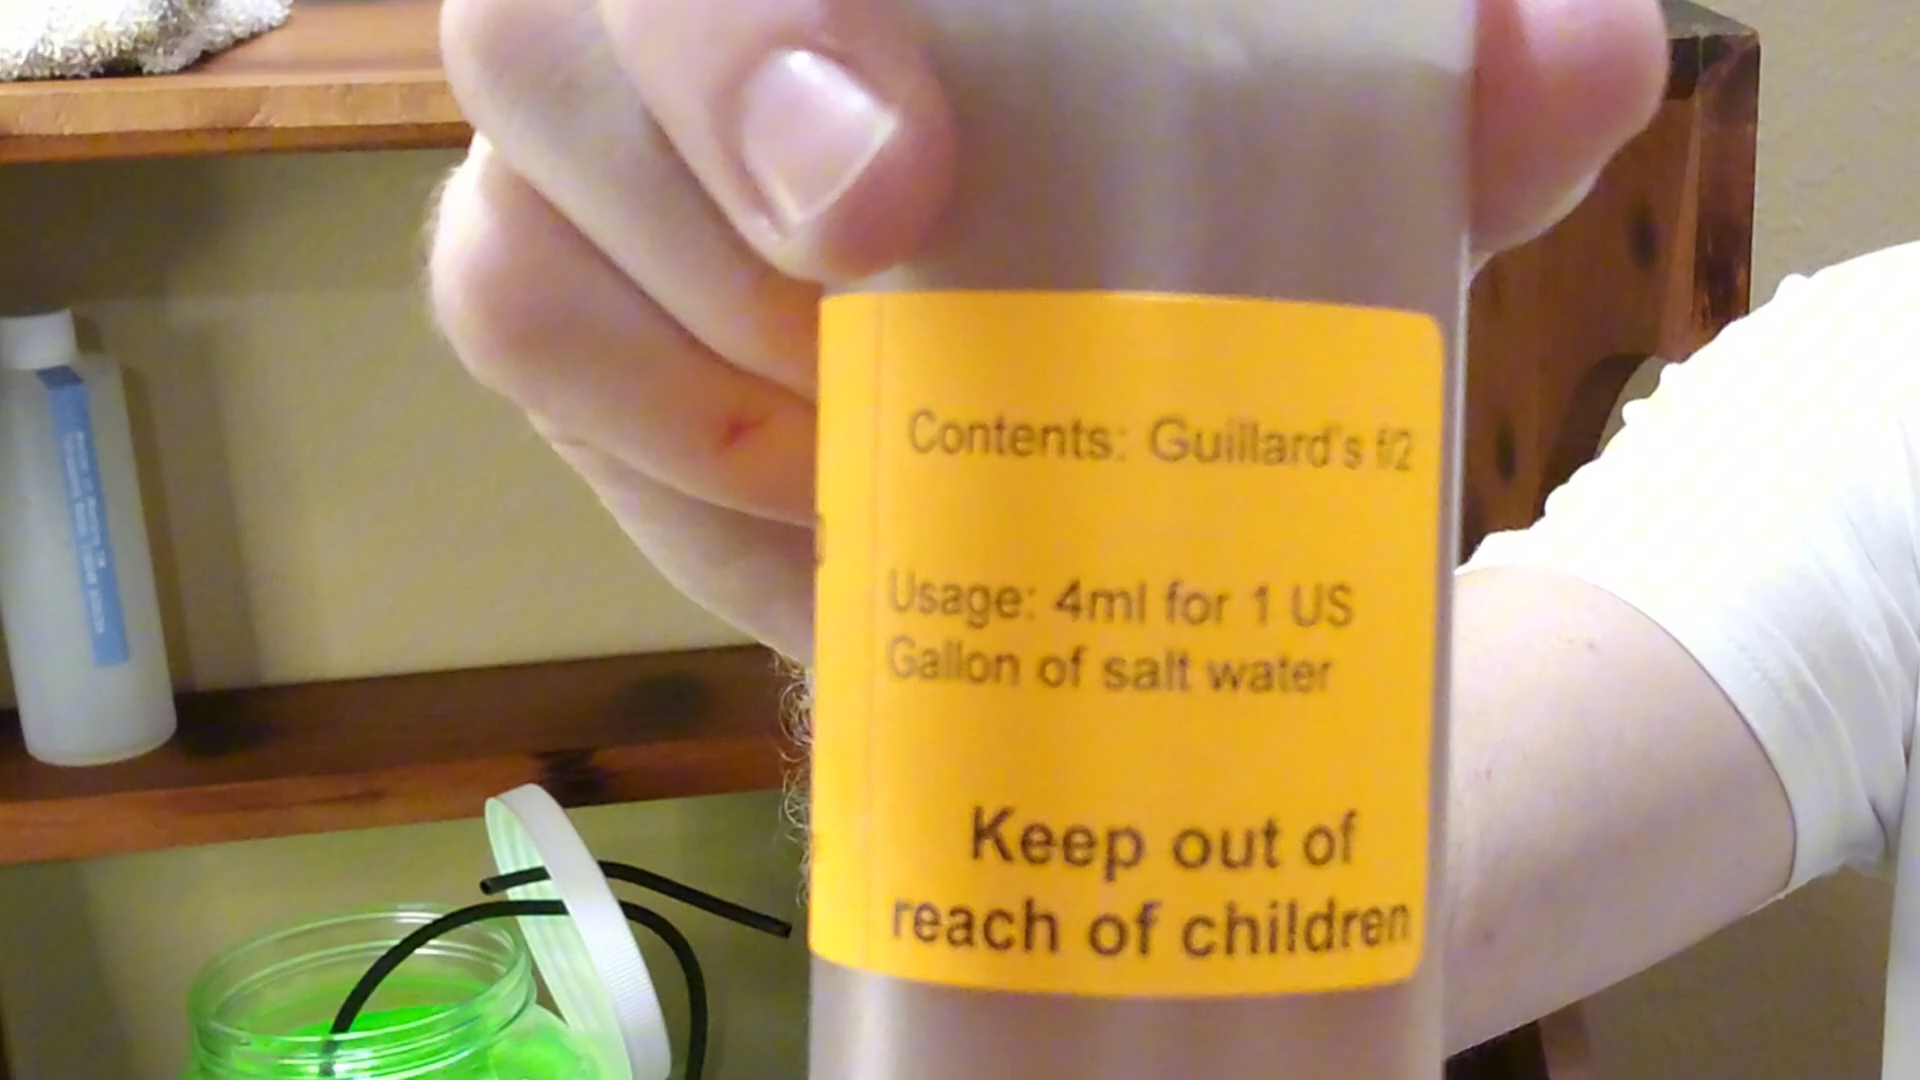 Contents: Guillard's f/2
Usage: 4ml for 1 US
Gallon of salt water
Keep out of
reach of children